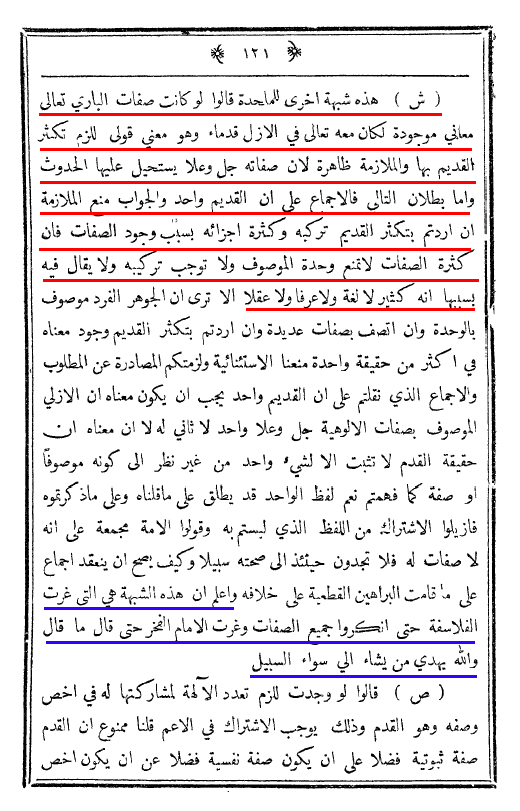 ﴿ ١٢١ ﴾
( ش ) هذه شبهة اخرى للملحدة قالوا لو كانت صفات الباري تعالى
معاني موجودة لكان معه تعالى في الازل قدماء وهو معني قولى للزم تكثر
القديم بها والملازمة ظاهرة لان صفاته جل وعلا يستحيل عليها الحدوث
واما بطلان التالى فالاجماع على ان القديم واحد والجواب منع الملازمة
ان اردتم بتكثر القديم تركبه وكثرة اجزائه بسبب وجود الصفات فان
كثرة الصفات لاتمنع وحدة الموصوف ولا توجب تركيبه ولا يقال فيه
بسببها انه كثير لا لغة ولاعرفا ولا عقلا الا ترى ان الجوهر الفرد موصوف
بالوحدة وان اتصف بصفات عديدة وان اردتم بتكثر القديم وجود معناه
في اكثر من حقيقة واحدة منعنا الاستثنائية ولزمتكم المصادرة عن المطلوب
والاجماع الذي نقلتم على ان القديم واحد يجب ان يكون معناه ان الازلي
الموصوف بصفات الالوهية جل وعلا واحد لا ثاني له لا ان معناه ان
حقيقة القدم لا تثبت الا لشيء واحد من غير نظر الى كونه موصوفاً
او صفة كما فهمتم نعم لفظ الواحد قد يطلق على ماقلناه وعلى ماذكرتموه
فازيلوا الاشتراك من اللفظ الذي لبستم به وقولوا الامة مجمعة على انه
لا صفات له فلا تجدون حينئذ الى صحته سبيلا وكيف يصح ان ينعقد اجماع
على ما قامت البراهين القطعية على خلافه واعلم ان هذه الشبهة هي التى غرت
الفلاسفة حتى انكروا جميع الصفات وغرت الامام الفخر حتى قال ما قال
والله يهدي من يشاء الي سواء السبيل
( ص ) قالوا لو وجدت للزم تعدد الآلهة لمشاركتها له في اخص
وصفه وهو القدم وذلك يوجب الاشتراك في الاعم قلنا ممنوع ان القدم
صفة ثبوتية فضلا على ان يكون صفة نفسية فضلا عن ان يكون اخص